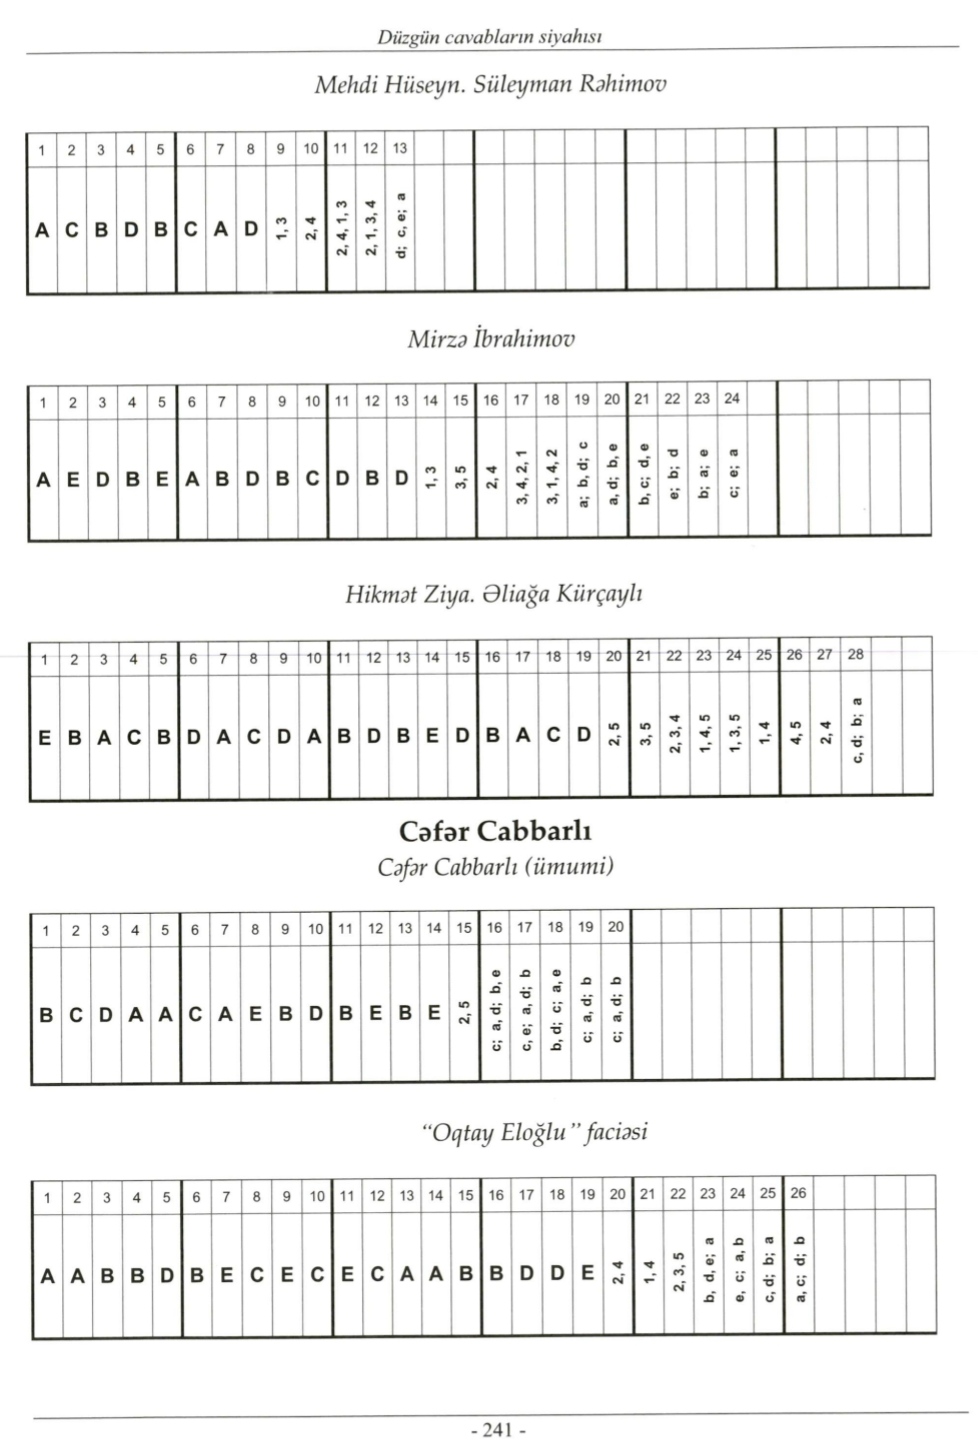 Düzgün cavabların siyahısı
Mehdi Hüseyn. Süleyman Rəhimov
1 2 3 4 5 6 7 8 9 10 11 12 13
A C B D B C A D 1, 3 2, 4 2, 4, 1, 3 2, 1, 3, 4 d; c, e; a
Mirzə İbrahimov
1 2 3 4 5 6 7 8 9 10 11 12 13 14 15 16 17 18 19 20 21 22 23 24
A E D B E A B D B C D B D 1, 3 3, 5 2, 4 3, 4, 2, 1 3, 1, 4, 2 a; b, d; c a, d; b, e b, c; d, e e; b; d b; a; e c; e; a
Hikmət Ziya. Əliağa Kürçaylı
1 2 3 4 5 6 7 8 9 10 11 12 13 14 15 16 17 18 19 20 21 22 23 24 25 26 27 28
E B A C B D A C D A B D B E D B A C D 2, 5 3, 5 2, 3, 4 1, 4, 5 1, 3, 5 1, 4 4, 5 2, 4 c, d; b; a
Cəfər Cabbarlı
Cəfər Cabbarlı (ümumi)
1 2 3 4 5 6 7 8 9 10 11 12 13 14 15 16 17 18 19 20
B C D A A C A E B D B E B E 2, 5 c; a, d; b, e c, e; a, d; b b, d; c; a, e c; a, d; b c; a, d; b
“Oqtay Eloğlu” faciəsi
1 2 3 4 5 6 7 8 9 10 11 12 13 14 15 16 17 18 19 20 21 22 23 24 25 26
A A B B D B E C E C E C A A B B D D E 2, 4 1, 4 2, 3, 5 b, d, e; a e, c; a, b c, d; b; a a, c; d; b
- 241 -